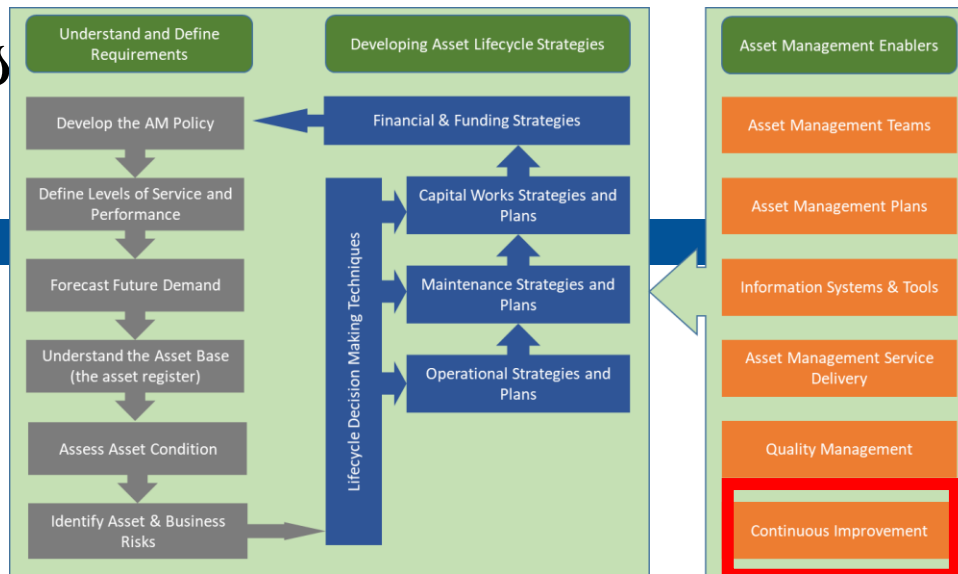 Understand and Define
Requirements
Develop the AM Policy
Define Levels of Service and
Performance
Forecast Future Demand
Understand the Asset Base
(the asset register)
Assess Asset Condition
Identify Asset & Business
Risks
Developing Asset Lifecycle Strategies
Financial & Funding Strategies
Lifecycle Decision Making Techniques
Capital Works Strategies and
Plans
Maintenance Strategies and
Plans
Operational Strategies and
Plans
Asset Management Enablers
Asset Management Teams
Asset Management Plans
Information Systems & Tools
Asset Management Service
Delivery
Quality Management
Continuous Improvement